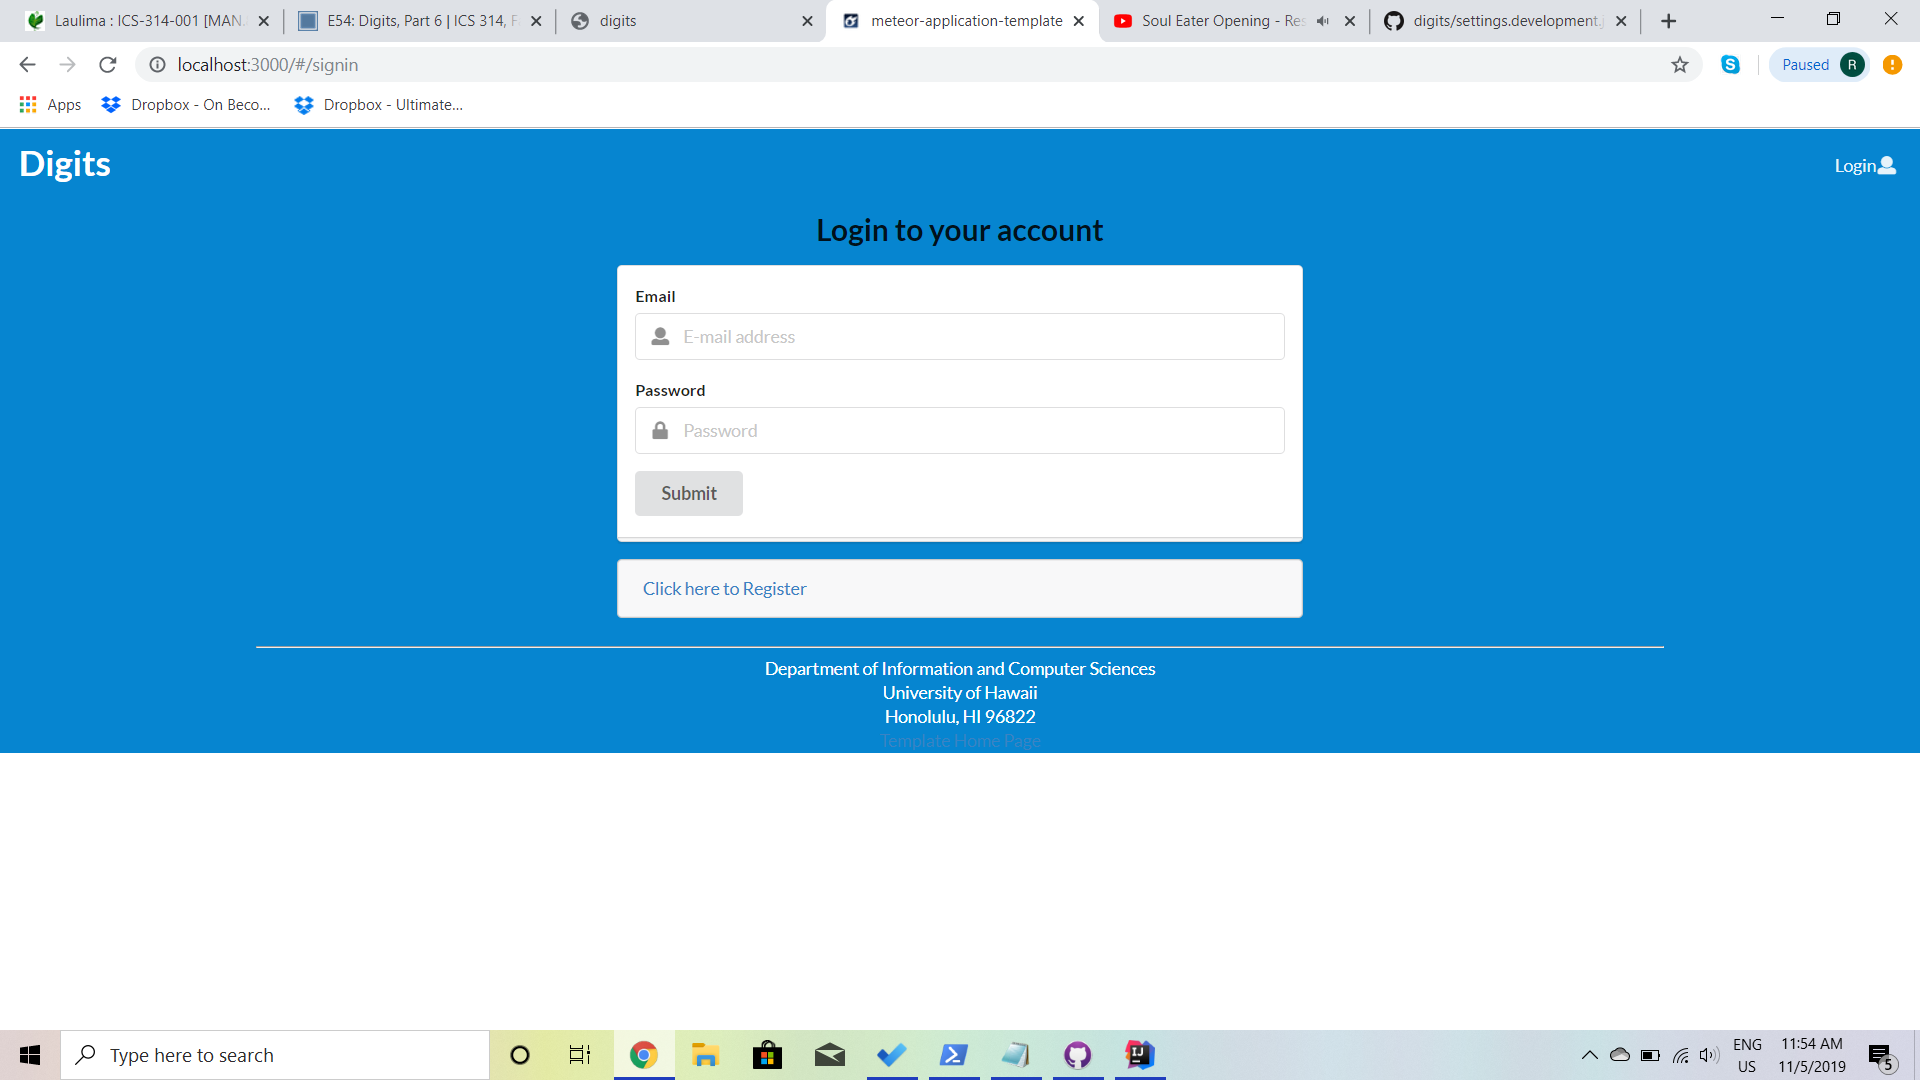 Laulima : ICS-314-001 [MAN.
E54: Digits, Part 6 | ICS 314, F
digits
meteor-application-template
Soul Eater Opening - Res
digits/settings.development.j
localhost:3000/#/signin
Paused
R
Apps
Dropbox - On Beco...
Dropbox - Ultimate...
Digits
Login
Login to your account
Email
E-mail address
Password
Password
Submit
Click here to Register
Department of Information and Computer Sciences
University of Hawaii
Honolulu, HI 96822
Template Home Page
Type here to search
ENG
US
11:54 AM
11/5/2019
5